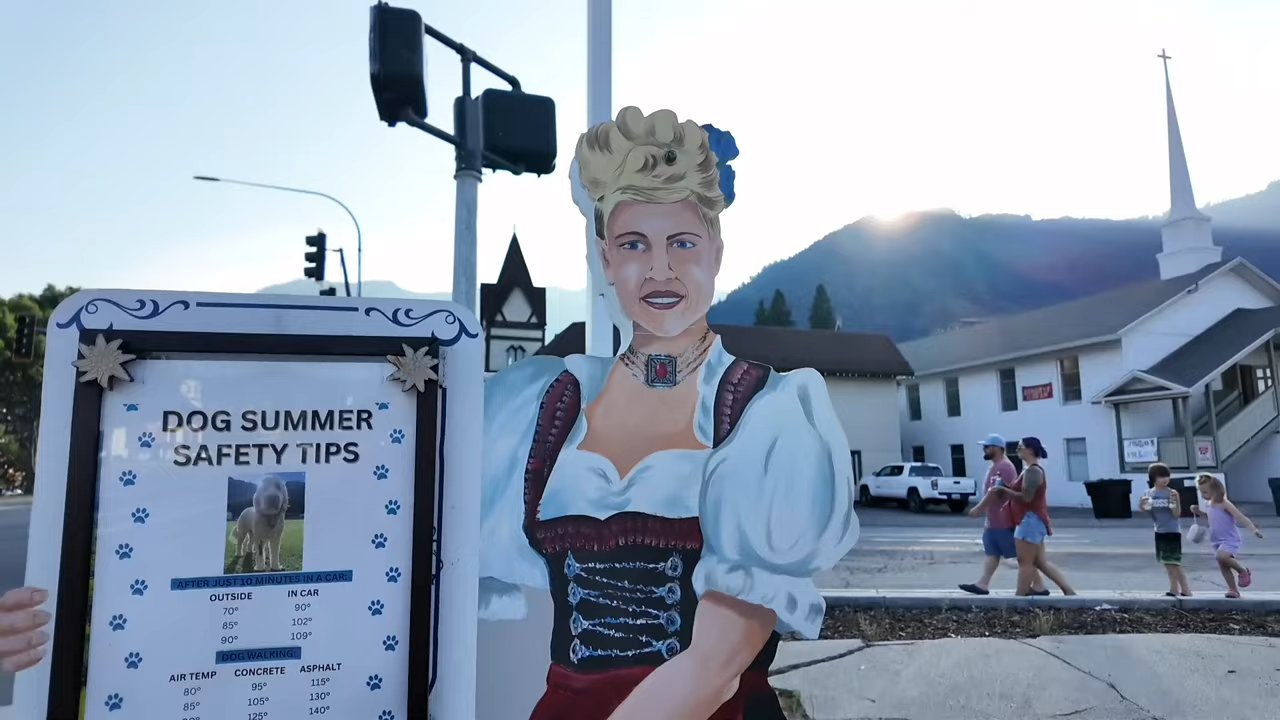 DOG SUMMER
SAFETY TIPS
AFTER JUST 10 MINUTES IN A CAR:
OUTSIDE IN CAR
70° 90°
85° 102°
90° 109°
DOG WALKING:
AIR TEMP CONCRETE ASPHALT
80° 95° 115°
85° 105° 130°
90° 125° 140°